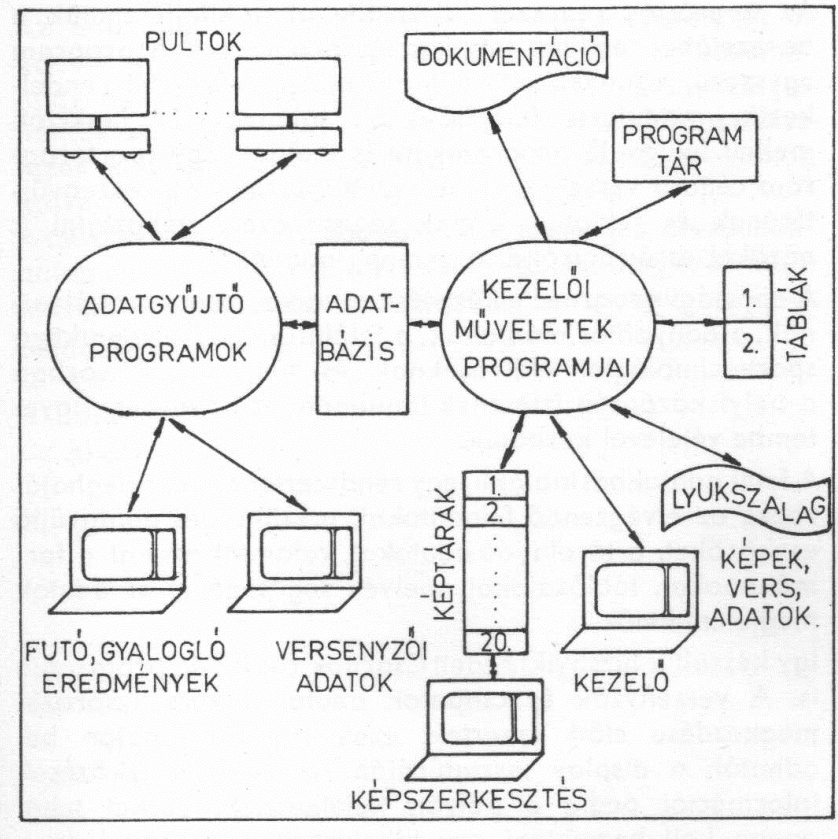 PULTOK
DOKUMENTÁCIÓ
PROGRAM
TÁR
ADATGYŰJTŐ
PROGRAMOK
ADAT-
BÁZIS
KEZELŐI
MŰVELETEK
PROGRAMJAI
1.
2.
TÁBLÁK
LYUKSZALAG
KÉPEK,
VERS,
ADATOK.
KÉPTÁRAK
1.
2.
20.
FUTÓ, GYALOGLÓ
EREDMÉNYEK
VERSENYZŐI
ADATOK
KEZELŐ
KÉPSZERKESZTÉS